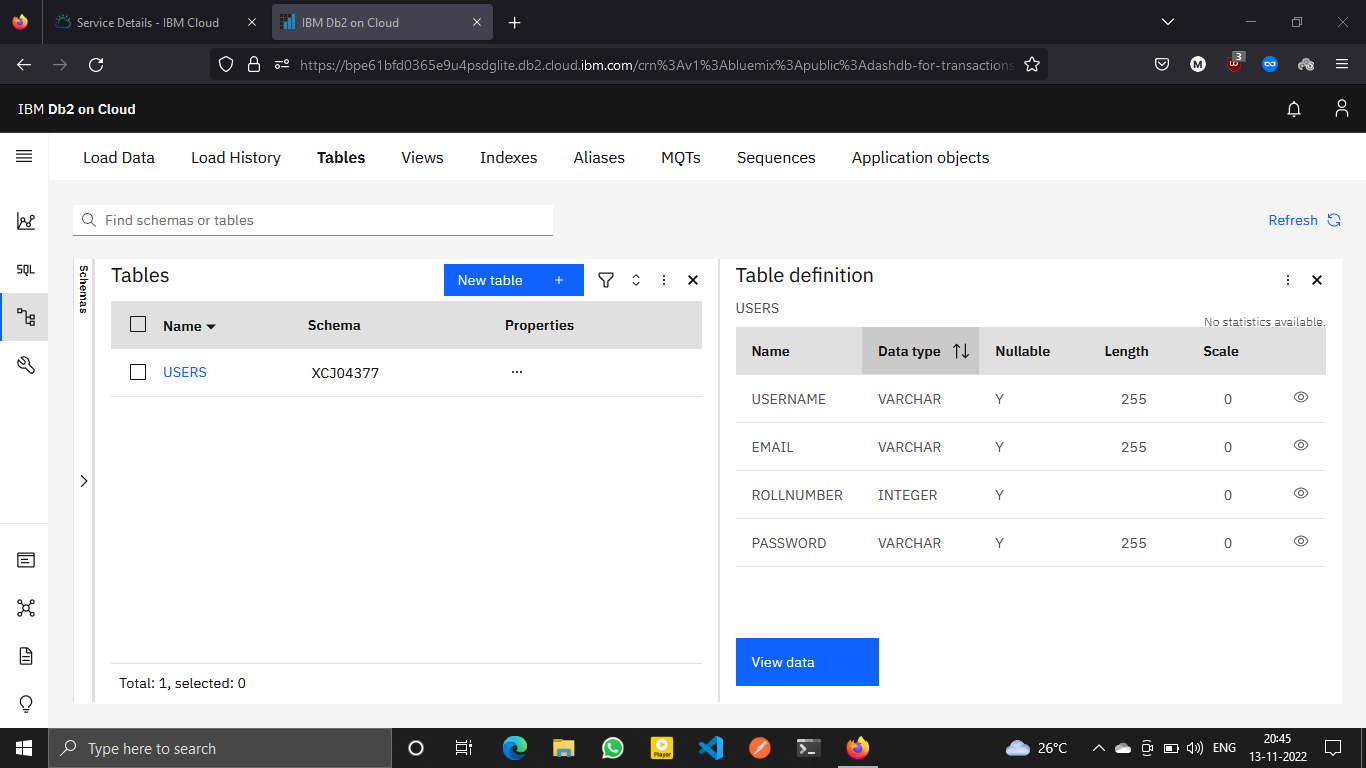 Service Details - IBM Cloud
IBM Db2 on Cloud
https://bpe61bfd0365e9u4psdglite.db2.cloud.ibm.com/crn%3Av1%3Abluemix%3Apublic%3Adashdb-for-transactions
M
3
IBM Db2 on Cloud
Load Data Load History Tables Views Indexes Aliases MQTs Sequences Application objects
Find schemas or tables
Refresh
SQL
Schemas
Tables
New table +
Name Schema Properties
USERS XCJ04377 ...
Total: 1, selected: 0
Table definition
USERS
No statistics available.
Name Data type Nullable Length Scale
USERNAME VARCHAR Y 255 0
EMAIL VARCHAR Y 255 0
ROLLNUMBER INTEGER Y 0
PASSWORD VARCHAR Y 255 0
View data
Type here to search
Player
26°C
ENG
20:45
13-11-2022